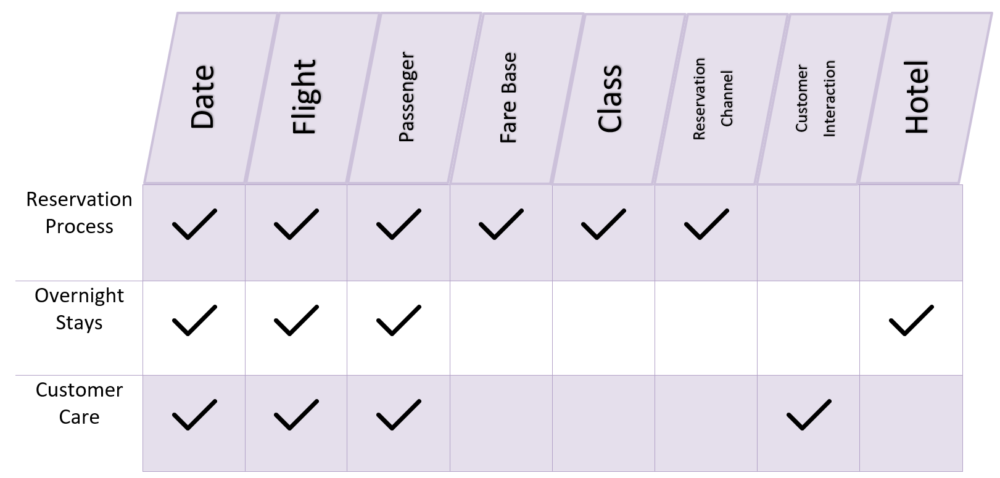 Date
Flight
Passenger
Fare Base
Class
Reservation
Channel
Customer
Interaction
Hotel
Reservation
Process
Overnight
Stays
Customer
Care